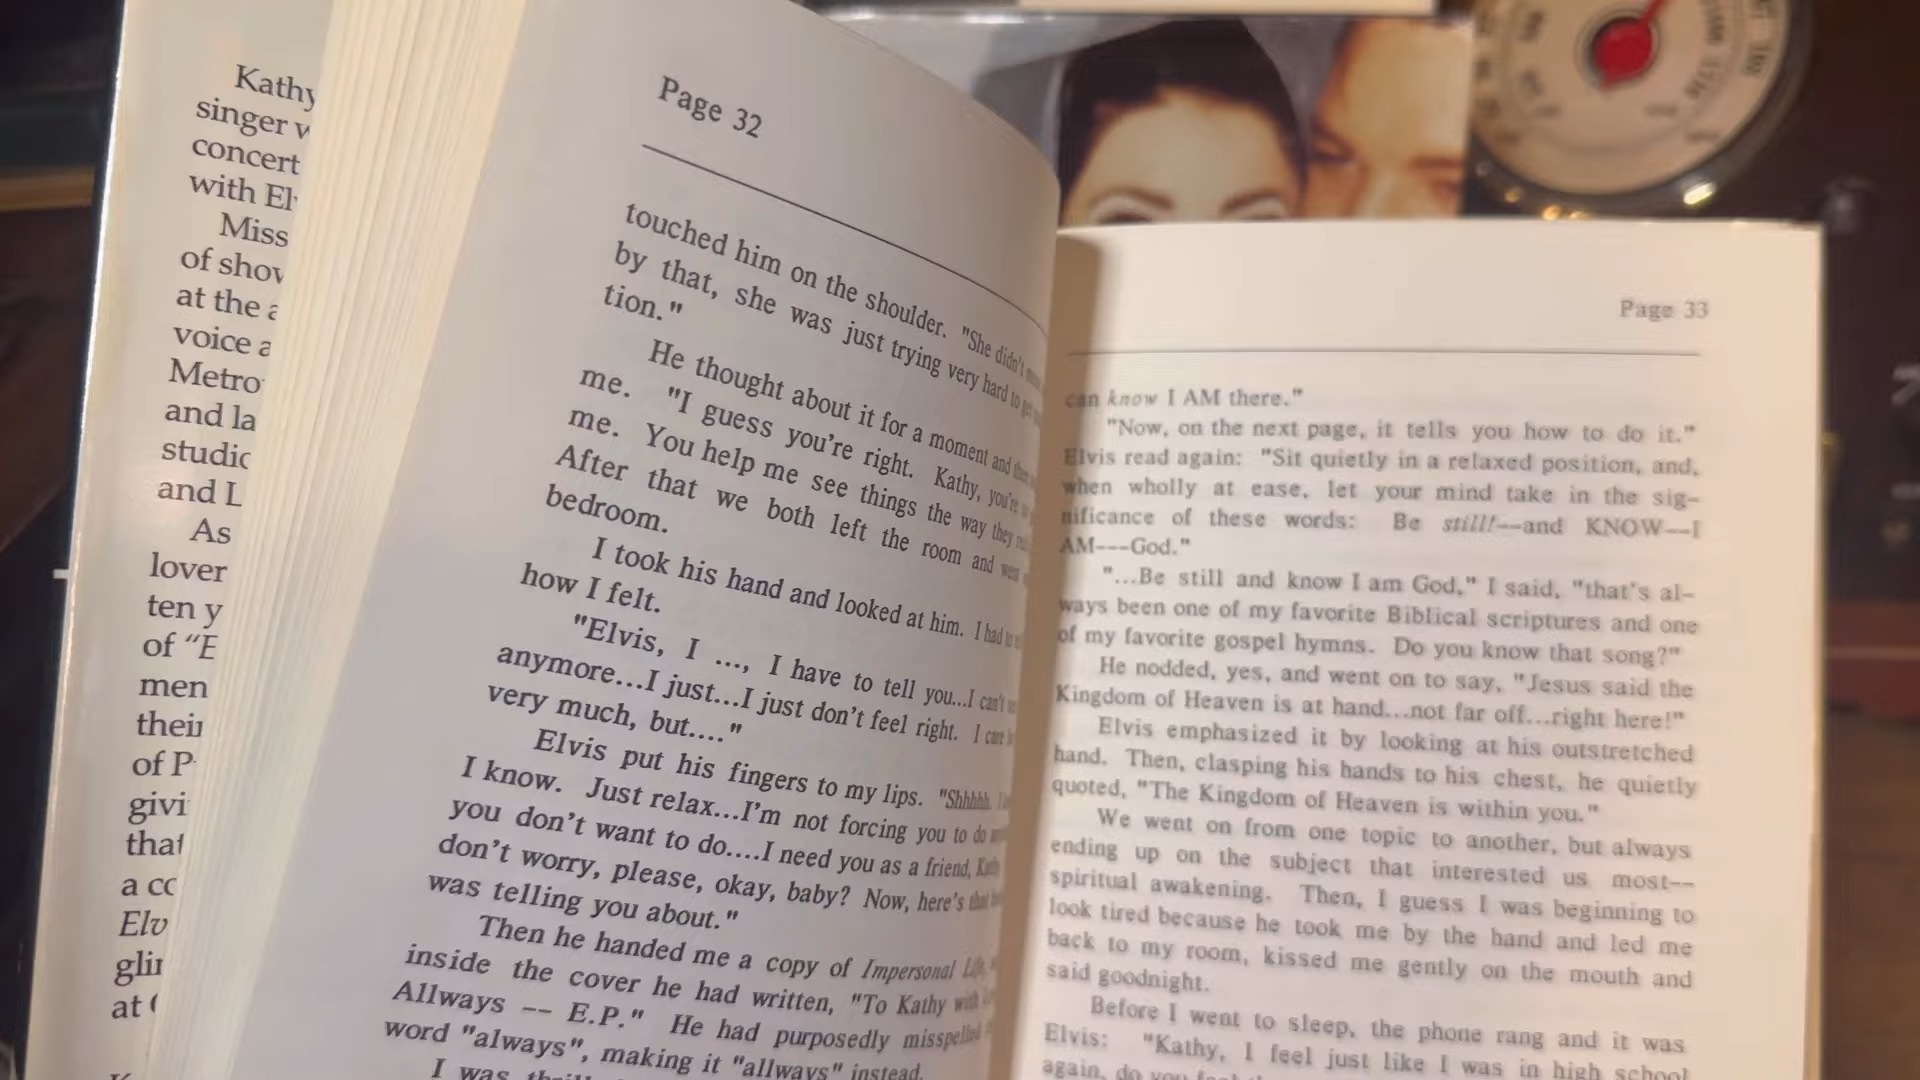 Kathy
singer
concert
with
Miss
of
at the
voice
and
and L
As
lover
ten
of "E
men
of
a
at
Page 32
touched him on the shoulder. "She didn't
by that, she was just trying very hard to
tion."
He thought about it for a moment and
me. "I guess you're right. Kathy, you're
me. You help me see things the way they
After that we both left the room and went
bedroom.
I took his hand and looked at him. I had to
how I felt.
"Elvis, I ..., I have to tell you...I can't
anymore...I just...I just don't feel right. I care
very much, but...."
Elvis put his fingers to my lips. "Shhhhh.
I know. Just relax...I'm not forcing you to do
you don't want to do....I need you as a friend,
don't worry, please, okay, baby? Now, here's
was telling you about."
Then he handed me a copy of Impersonal
inside the cover he had written, "To Kathy with
Allways -- E.P." He had purposedly misspelled
word "always", making it "allways" instead.
I was
Page 33
can know I AM there."
"Now, on the next page, it tells you how to do it."
Elvis read again: "Sit quietly in a relaxed position, and,
when wholly at ease, let your mind take in the sig-
nificance of these words: Be still!--and KNOW--I
AM---God."
"...Be still and know I am God," I said, "that's al-
ways been one of my favorite Biblical scriptures and one
of my favorite gospel hymns. Do you know that song?"
He nodded, yes, and went on to say, "Jesus said the
Kingdom of Heaven is at hand...not far off...right here!"
Elvis emphasized it by looking at his outstretched
hand. Then, clasping his hands to his chest, he quietly
quoted, "The Kingdom of Heaven is within you."
We went on from one topic to another, but always
ending up on the subject that interested us most--
spiritual awakening. Then, I guess I was beginning to
look tired because he took me by the hand and led me
back to my room, kissed me gently on the mouth and
said goodnight.
Before I went to sleep, the phone rang and it was
Elvis: "Kathy, I feel just like I was in high school
again, do you feel